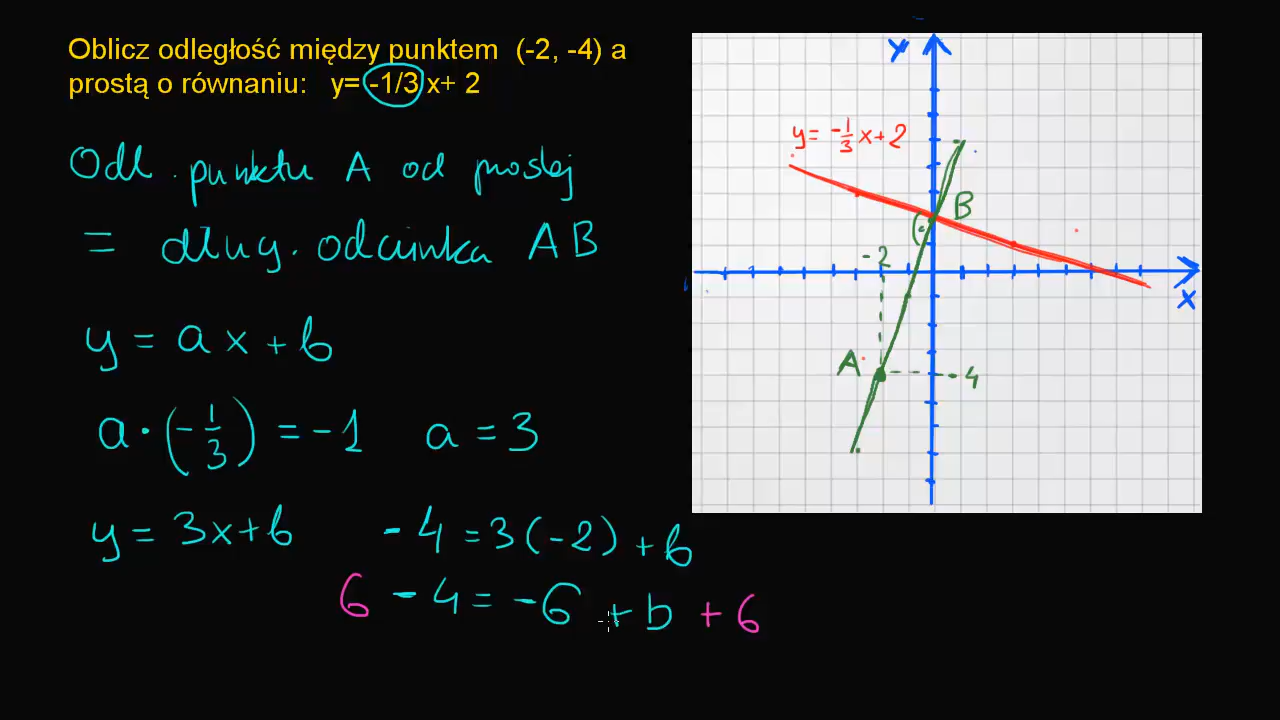 Oblicz odległość między punktem (-2, -4) a
prostą o równaniu: y= -1/3 x+ 2
Odl. punktu A od prostej
= dług. odcinka AB
y = ax + b
a · (-1/3) = -1 a = 3
y = 3x+b -4 = 3(-2) + b
6 - 4 = -6 + b + 6
Y
y = -1/3 x + 2
B
-2
X
A
-4